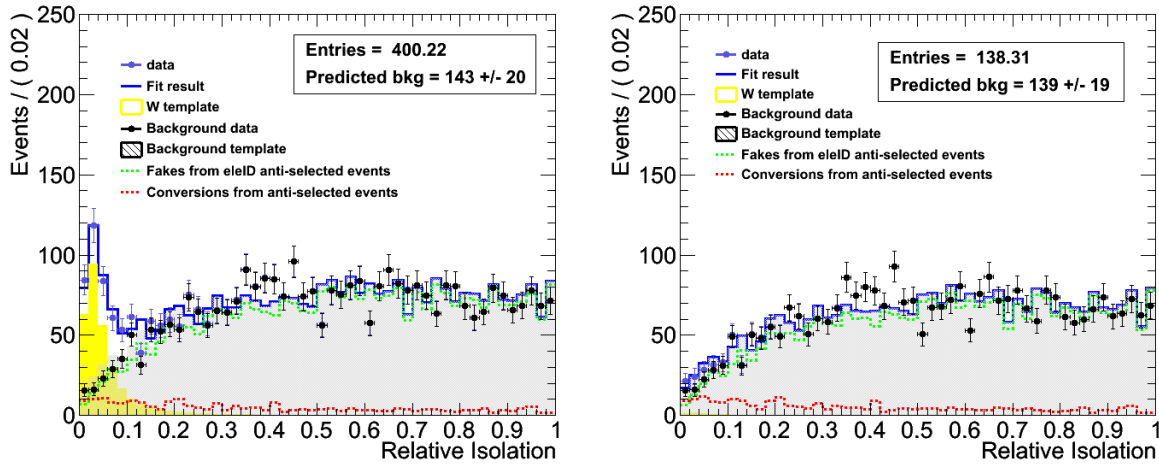 Events / ( 0.02 )
250
200
150
100
50
0
Entries = 400.22
Predicted bkg = 143 +/- 20
data
Fit result
W template
Background data
Background template
Fakes from eleID anti-selected events
Conversions from anti-selected events
0 0.1 0.2 0.3 0.4 0.5 0.6 0.7 0.8 0.9 1
Relative Isolation
Events / ( 0.02 )
250
200
150
100
50
0
Entries = 138.31
Predicted bkg = 139 +/- 19
data
Fit result
W template
Background data
Background template
Fakes from eleID anti-selected events
Conversions from anti-selected events
0 0.1 0.2 0.3 0.4 0.5 0.6 0.7 0.8 0.9 1
Relative Isolation